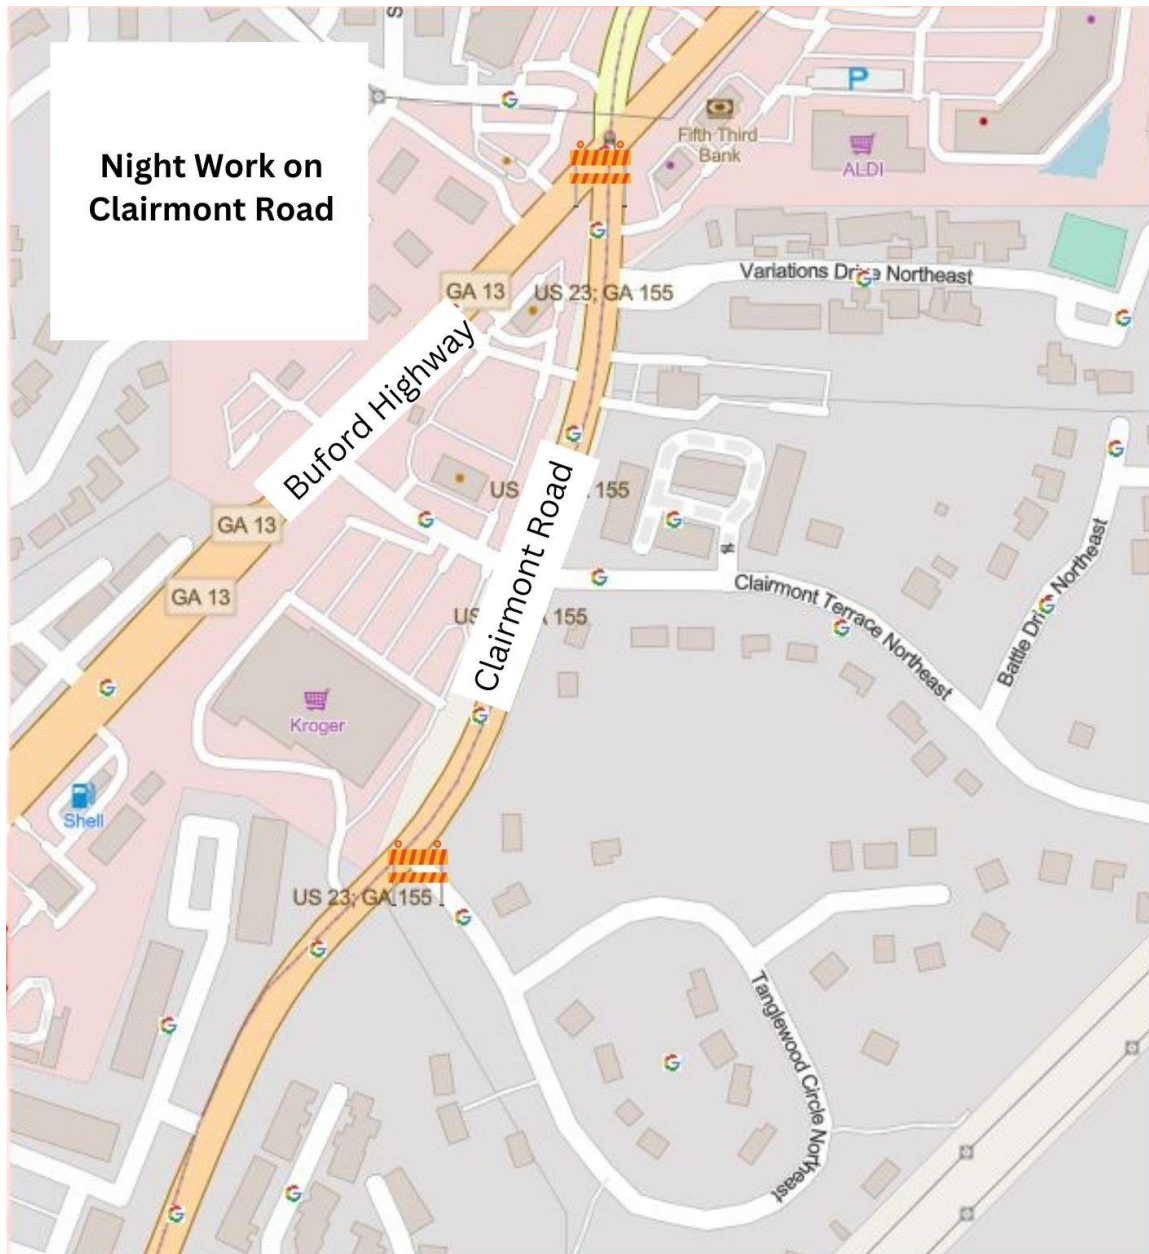 S
Night Work on
Clairmont Road
P
Fifth Third
Bank
ALDI
Variations Drive Northeast
GA 13
US 23; GA 155
Buford Highway
US
155
GA 13
Clairmont Road
GA 13
Clairmont Terrace Northeast
Battle Drive Northeast
US
155
Kroger
Shell
US 23; GA 155
Tanglewood Circle Northeast